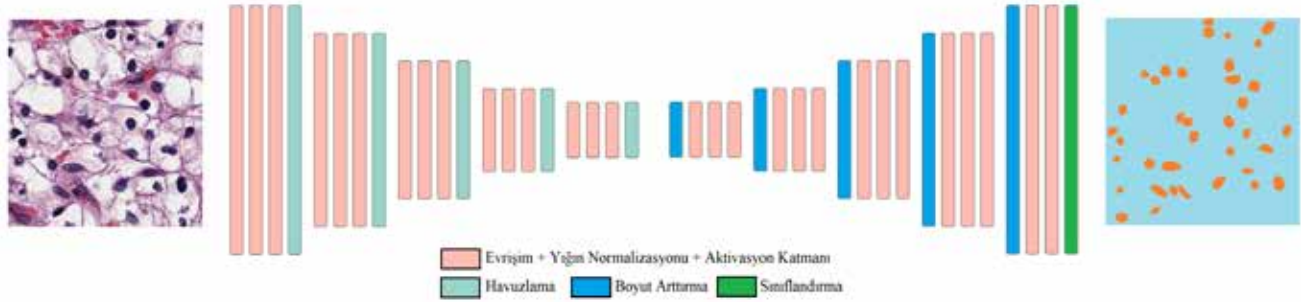 Evrişim + Yığın Normalizasyonu + Aktivasyon Katmanı
Havuzlama Boyut Arttırma Sınıflandırma